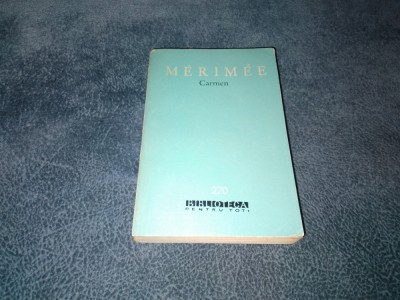 MÉRIMÉE
Carmen
270
BIBLIOTECA
PENTRU TOȚI